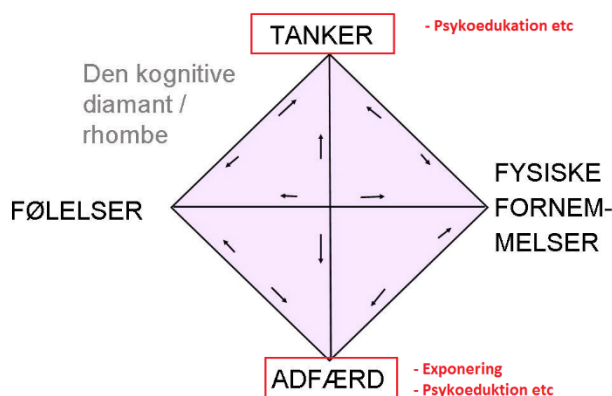 TANKER
- Psykoedukation etc
Den kognitive
diamant /
rhombe
FØLELSER
FYSISKE
FORNEM-
MELSER
ADFÆRD
- Exponering
- Psykoeduktion etc